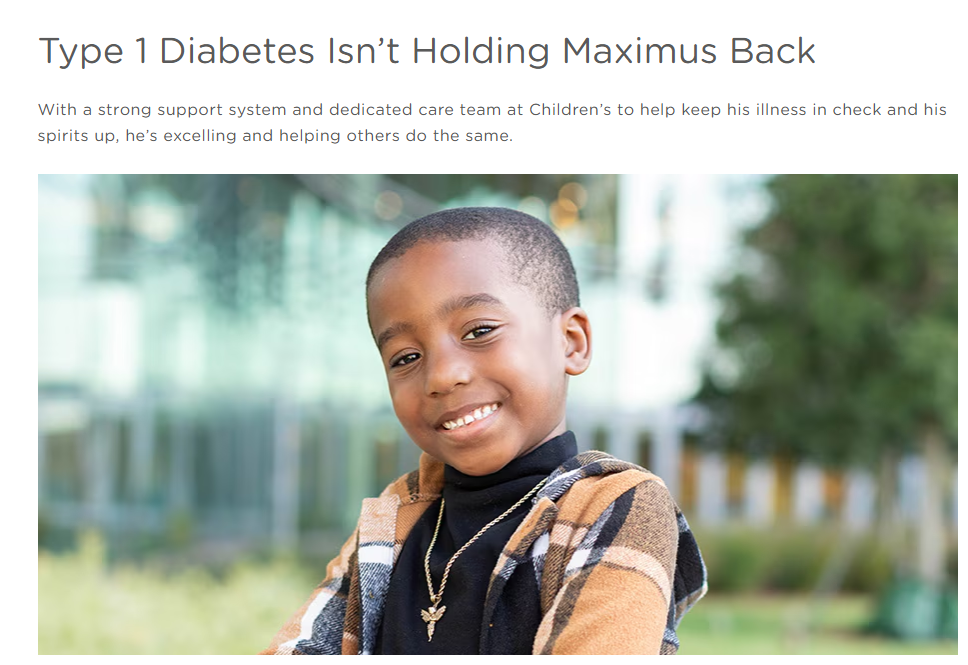 Type 1 Diabetes Isn’t Holding Maximus Back
With a strong support system and dedicated care team at Children’s to help keep his illness in check and his
spirits up, he’s excelling and helping others do the same.